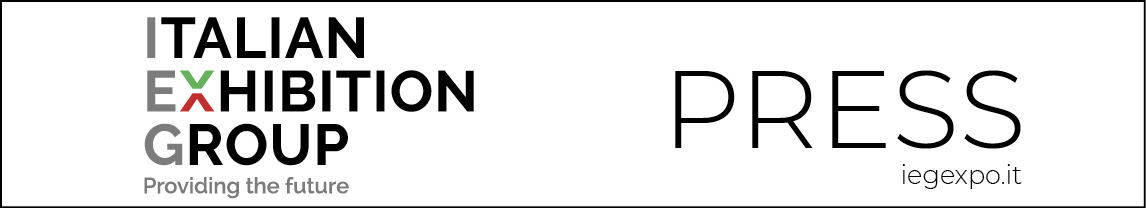 ITALIAN
EXHIBITION
GROUP
Providing the future
PRESS
iegexpo.it